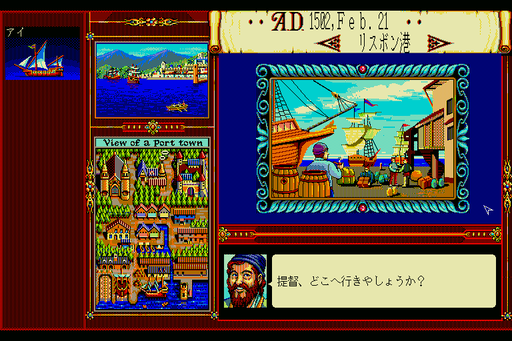 アイ
A.D. 1502, Feb. 21
リスボン港
View of a Port town
提督、どこへ行きやしょうか?